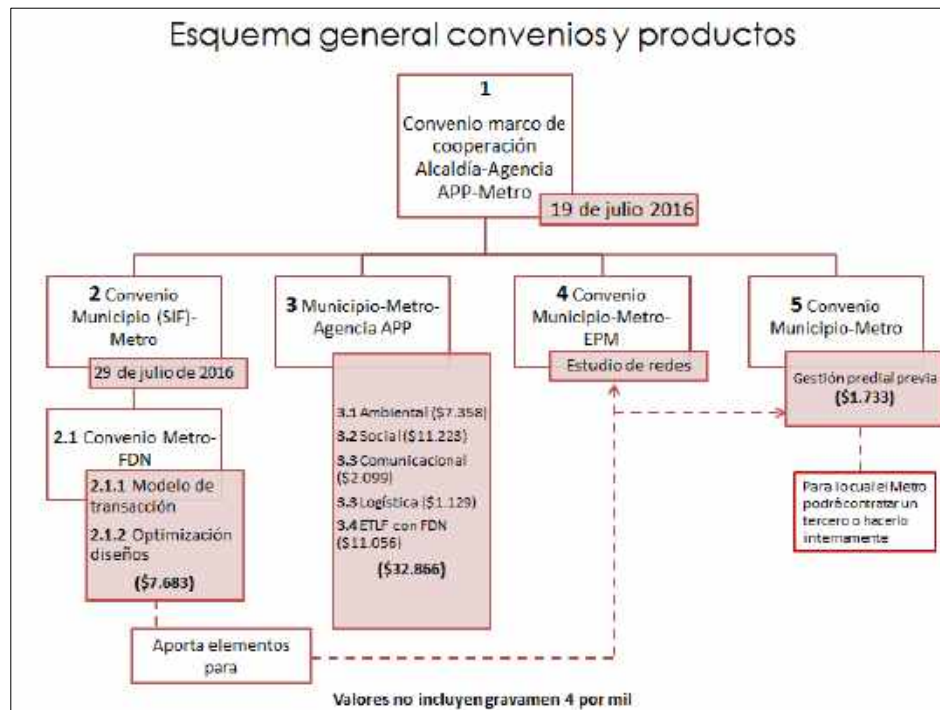 Esquema general convenios y productos
1
Convenio marco de
cooperación
Alcaldía-Agencia
APP-Metro
19 de julio 2016
2 Convenio
Municipio (SIF)-
Metro
29 de julio de 2016
2.1 Convenio Metro-
FDN
2.1.1 Modelo de
transacción
2.1.2 Optimización
diseños
($7.683)
3 Municipio-Metro-
Agencia APP
3.1 Ambiental ($7.358)
3.2 Social ($11.223)
3.3 Comunicacional
($2.099)
3.3 Logística ($1.129)
3.4 ETLF con FDN
($11.056)
($32.866)
4 Convenio
Municipio-Metro-
EPM
Estudio de redes
5 Convenio
Municipio-Metro
Gestión predial previa
($1.733)
Para lo cual el Metro
podrá contratar un
tercero o hacerlo
internamente
Aporta elementos
para
Valores no incluyen gravamen 4 por mil